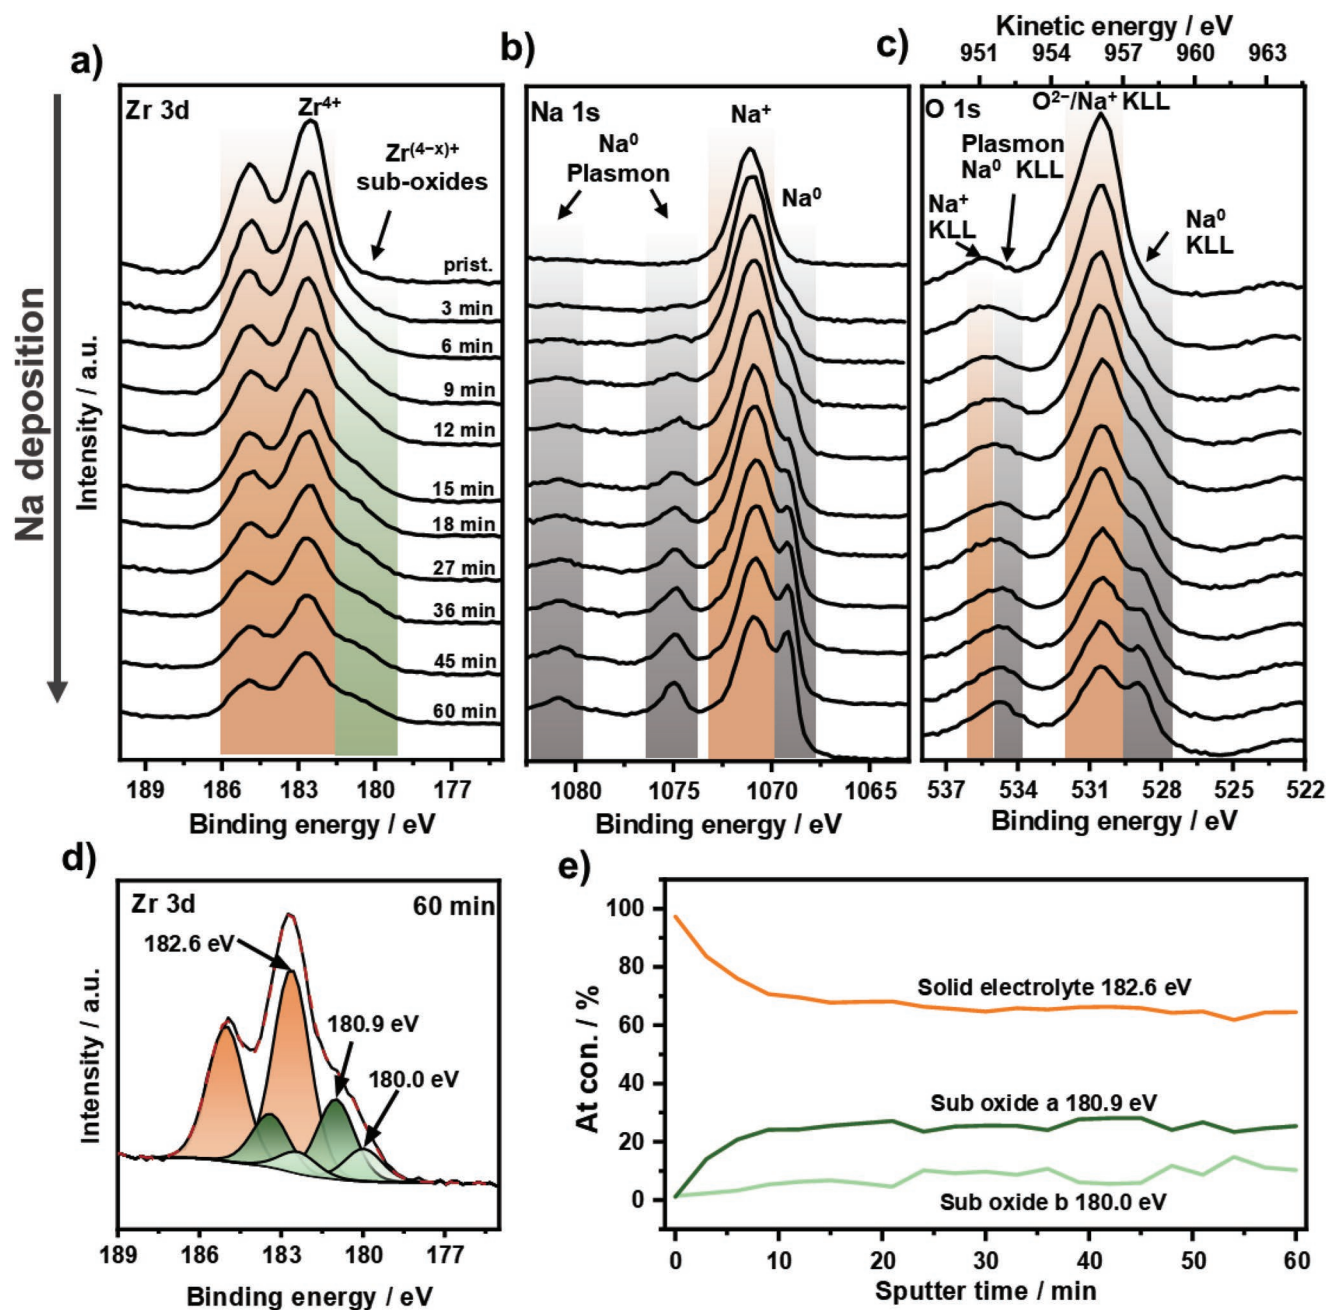 Na deposition
a)
Zr 3d
Zr⁴⁺
Zr⁽⁴⁻ˣ⁾⁺
sub-oxides
prist.
3 min
6 min
9 min
12 min
15 min
18 min
27 min
36 min
45 min
60 min
Intensity / a.u.
189 186 183 180 177
Binding energy / eV
b)
Na 1s
Na⁰
Plasmon
Na⁺
Na⁰
1080 1075 1070 1065
Binding energy / eV
c)
Kinetic energy / eV
951 954 957 960 963
O 1s
O²⁻/Na⁺ KLL
Plasmon
Na⁰ KLL
Na⁺
KLL
Na⁰
KLL
537 534 531 528 525 522
Binding energy / eV
d)
Zr 3d
60 min
182.6 eV
180.9 eV
180.0 eV
Intensity / a.u.
189 186 183 180 177
Binding energy / eV
e)
At con. / %
100
80
60
40
20
0
Solid electrolyte 182.6 eV
Sub oxide a 180.9 eV
Sub oxide b 180.0 eV
0 10 20 30 40 50 60
Sputter time / min